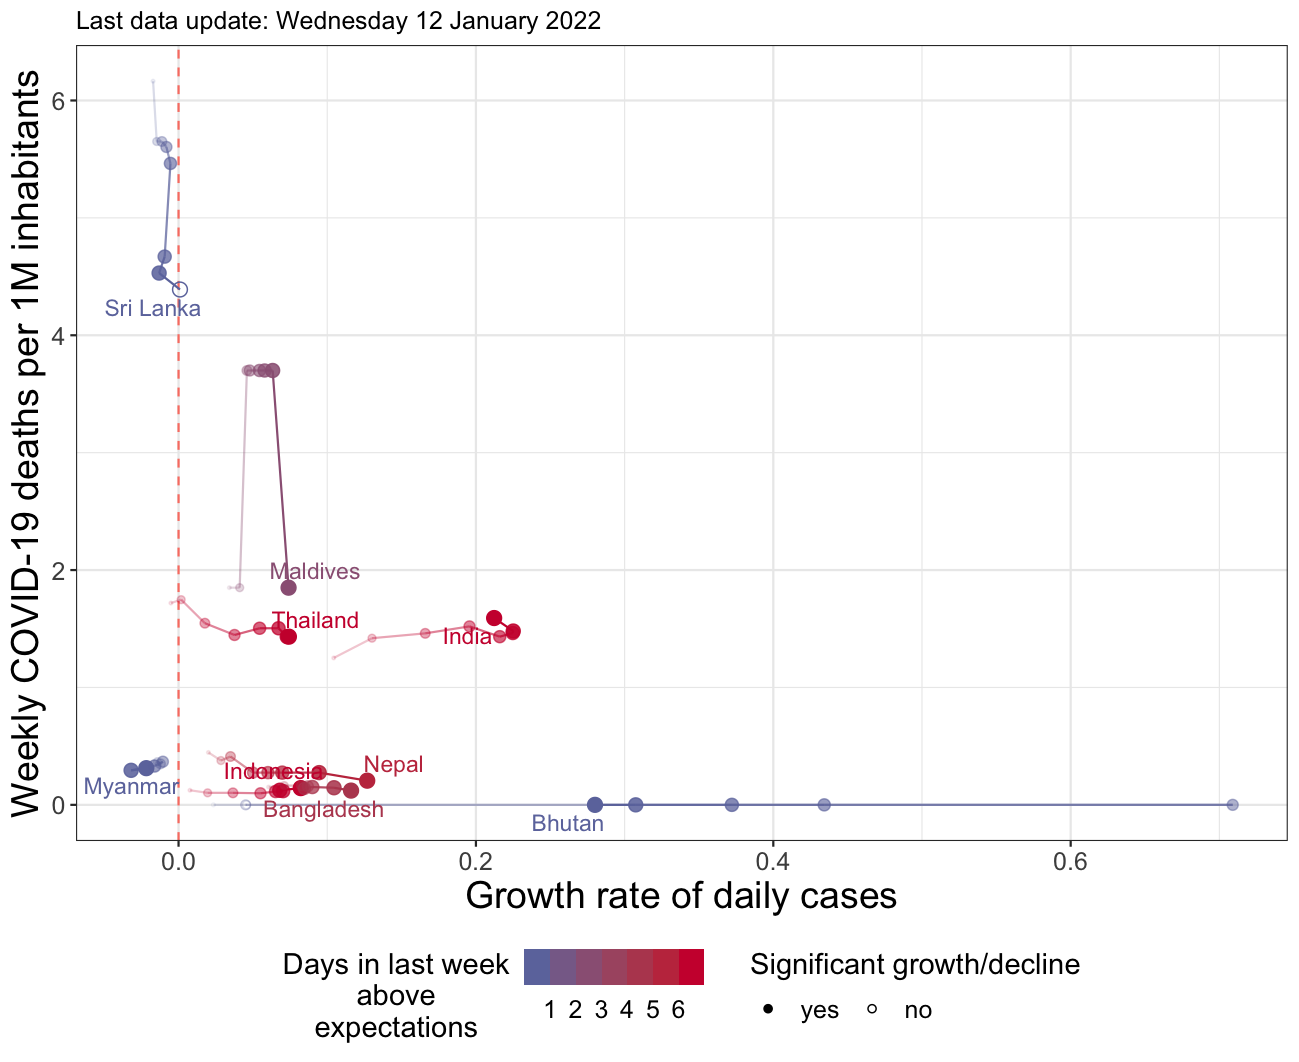 Last data update: Wednesday 12 January 2022
Weekly COVID-19 deaths per 1M inhabitants
6
4
2
0
Sri Lanka
Maldives
Thailand
India
Nepal
Indonesia
Myanmar
Bangladesh
Bhutan
0.0 0.2 0.4 0.6
Growth rate of daily cases
Days in last week
above
expectations
1 2 3 4 5 6
Significant growth/decline
yes no